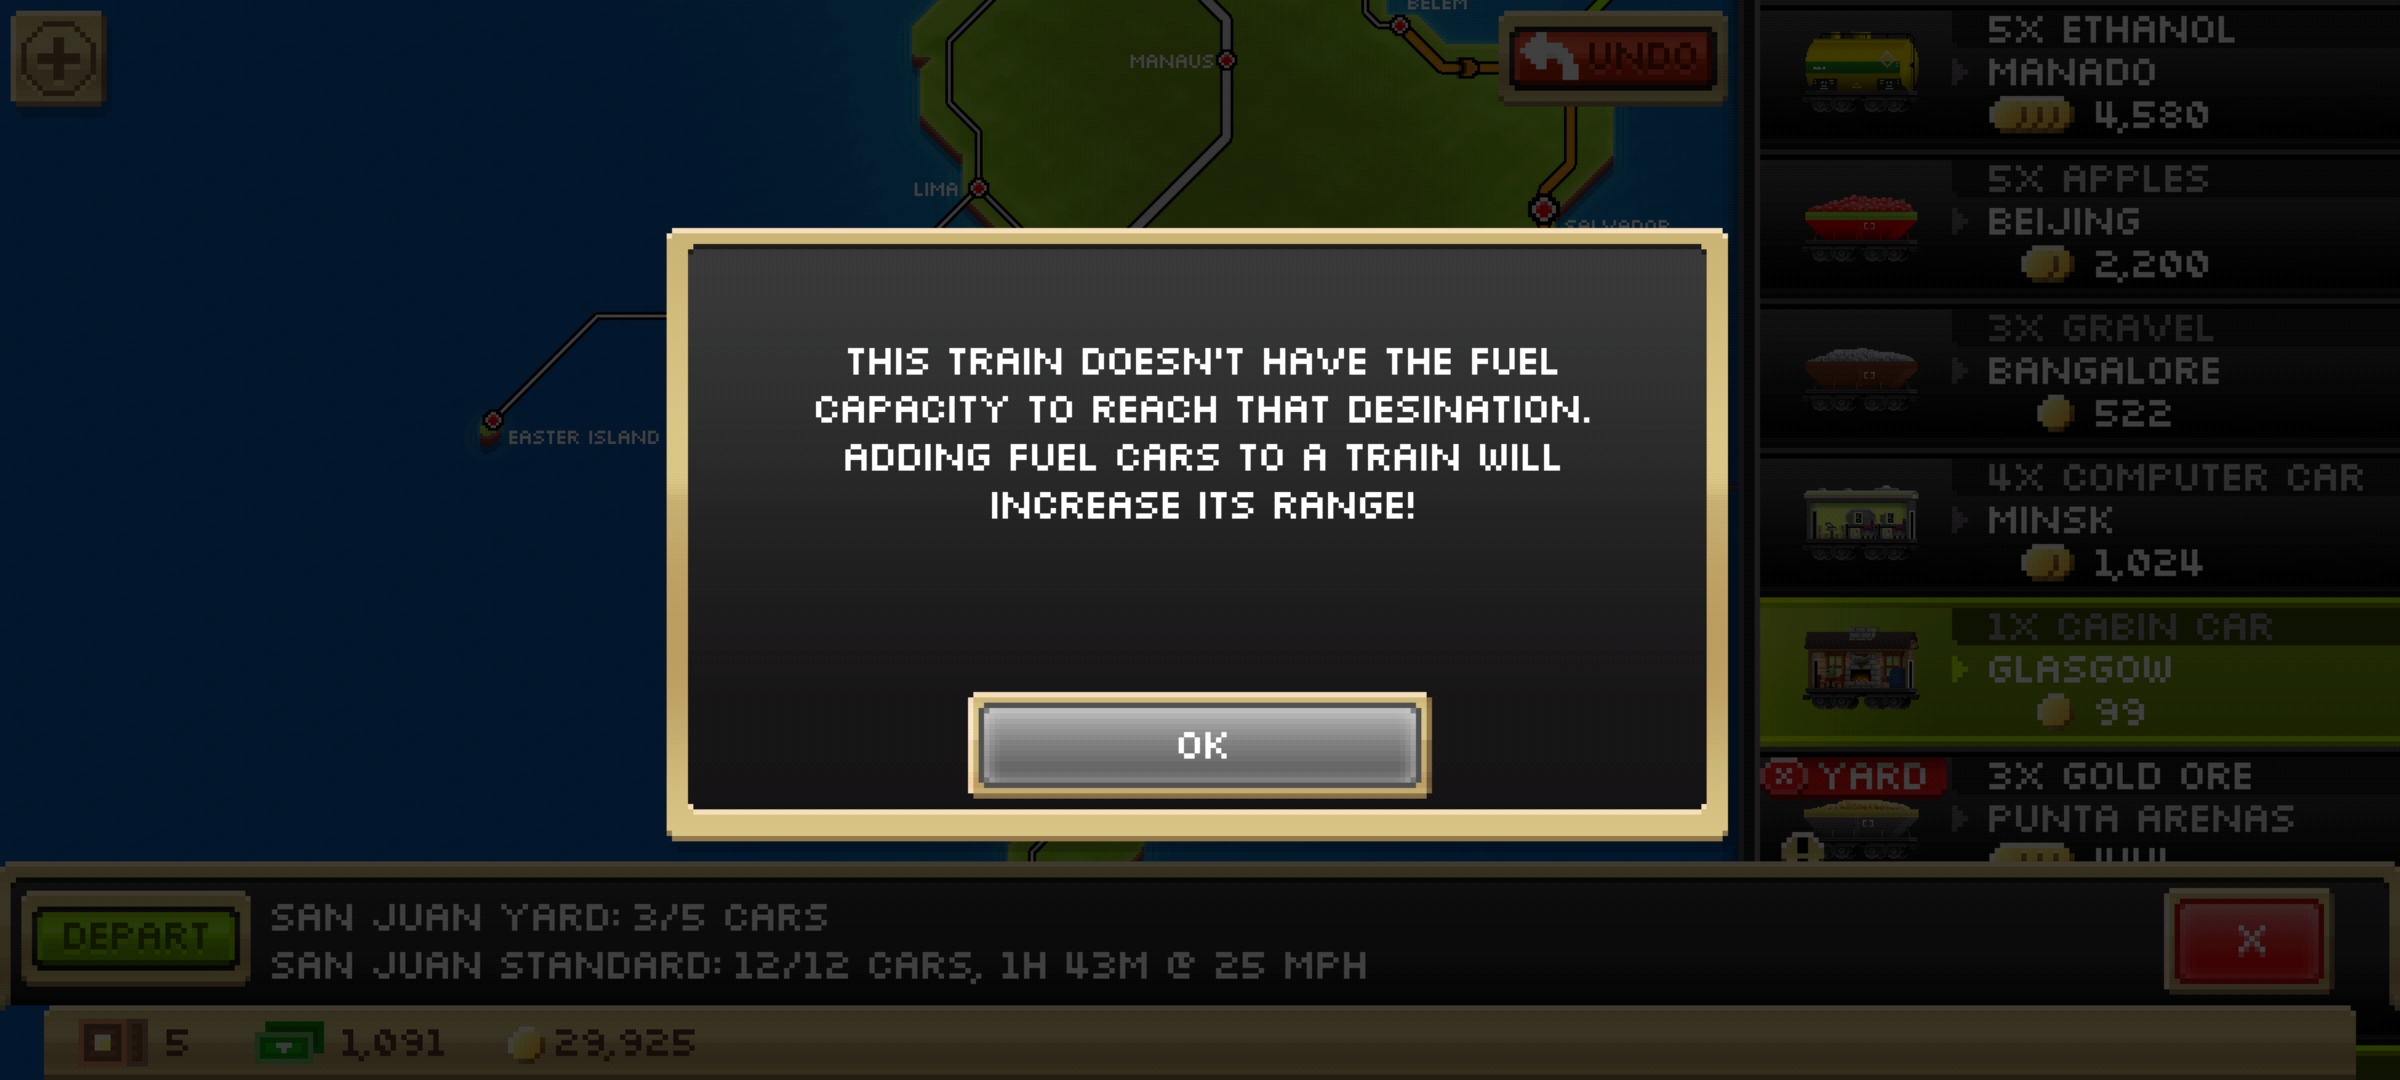 BELEM
MANAUS
UNDO
LIMA
SALVADOR
EASTER ISLAND
THIS TRAIN DOESN'T HAVE THE FUEL
CAPACITY TO REACH THAT DESINATION.
ADDING FUEL CARS TO A TRAIN WILL
INCREASE ITS RANGE!
OK
5X ETHANOL
MANADO
4,580
5X APPLES
BEIJING
2,200
3X GRAVEL
BANGALORE
522
4X COMPUTER CAR
MINSK
1,024
1X CABIN CAR
GLASGOW
99
X YARD
3X GOLD ORE
PUNTA ARENAS
DEPART
SAN JUAN YARD: 3/5 CARS
SAN JUAN STANDARD: 12/12 CARS, 1H 43M @ 25 MPH
X
5
1,091
29,925